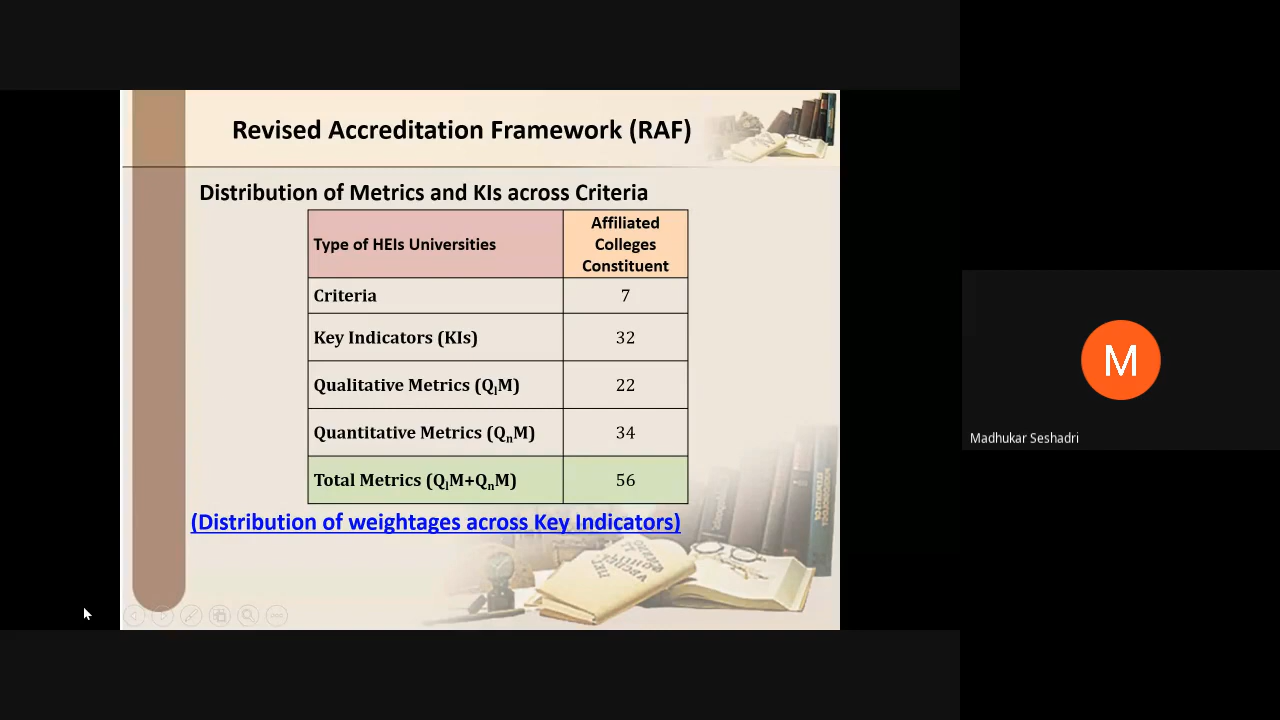 Revised Accreditation Framework (RAF)
Distribution of Metrics and KIs across Criteria
Type of HEIs Universities
Affiliated
Colleges
Constituent
Criteria 7
Key Indicators (KIs) 32
Qualitative Metrics (QlM) 22
Quantitative Metrics (QnM) 34
Total Metrics (QlM+QnM) 56
(Distribution of weightages across Key Indicators)
M
Madhukar Seshadri